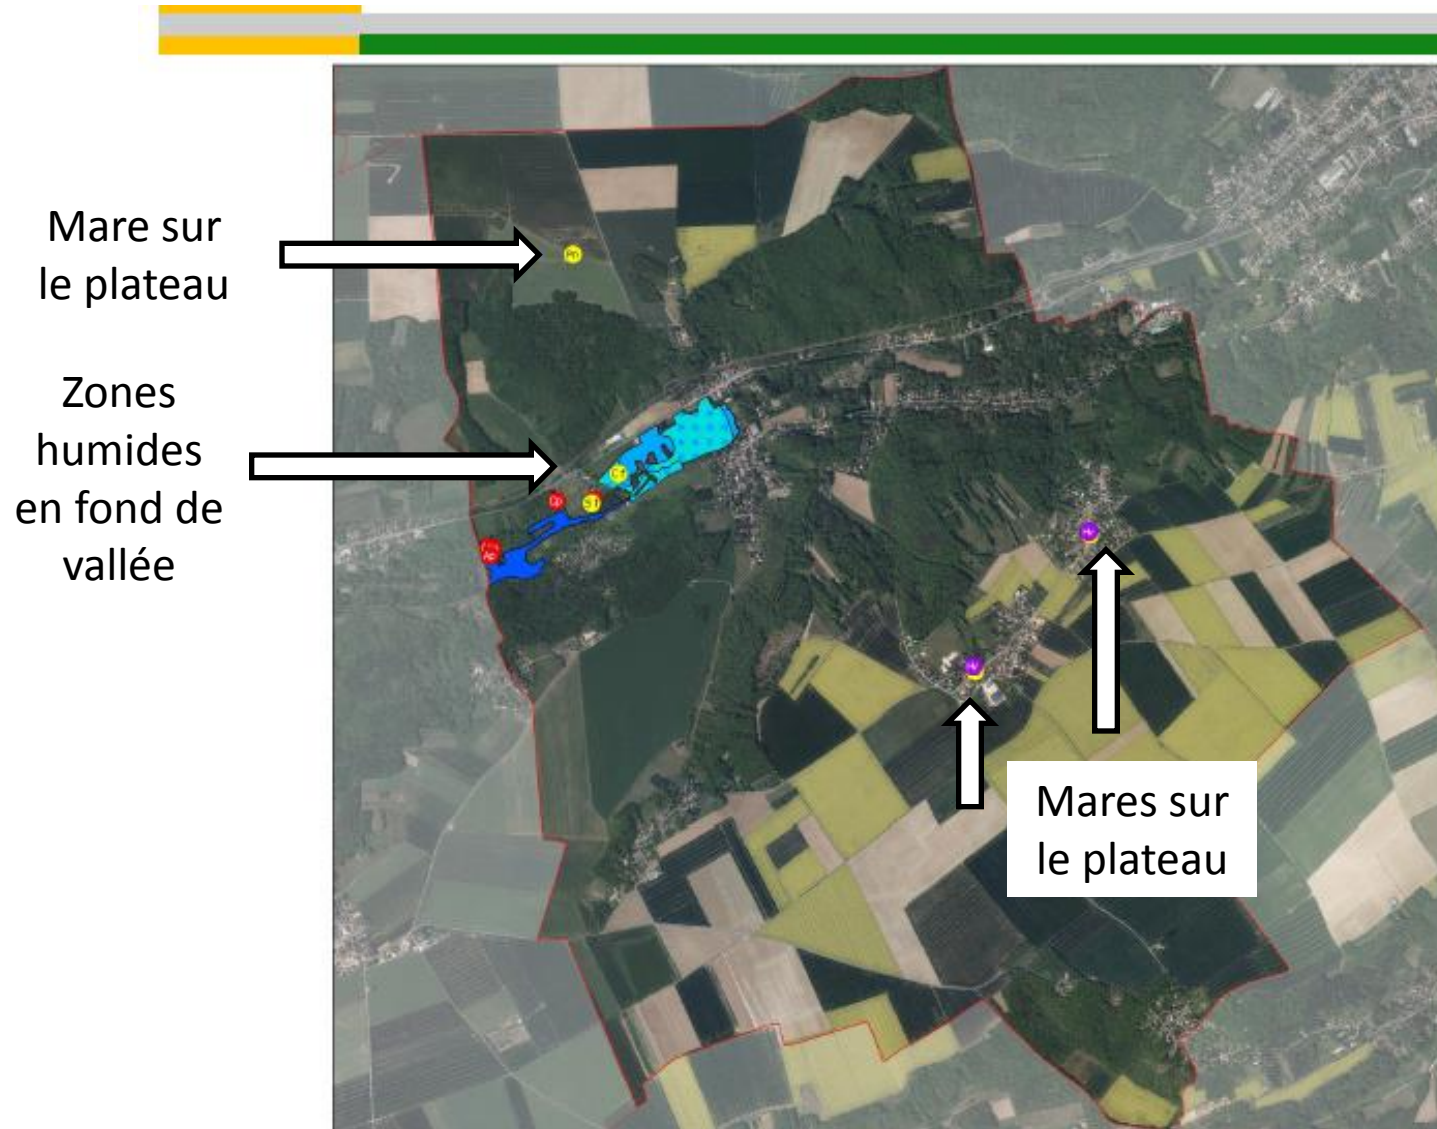 Mare sur
le plateau
Zones
humides
en fond de
vallée
Mares sur
le plateau